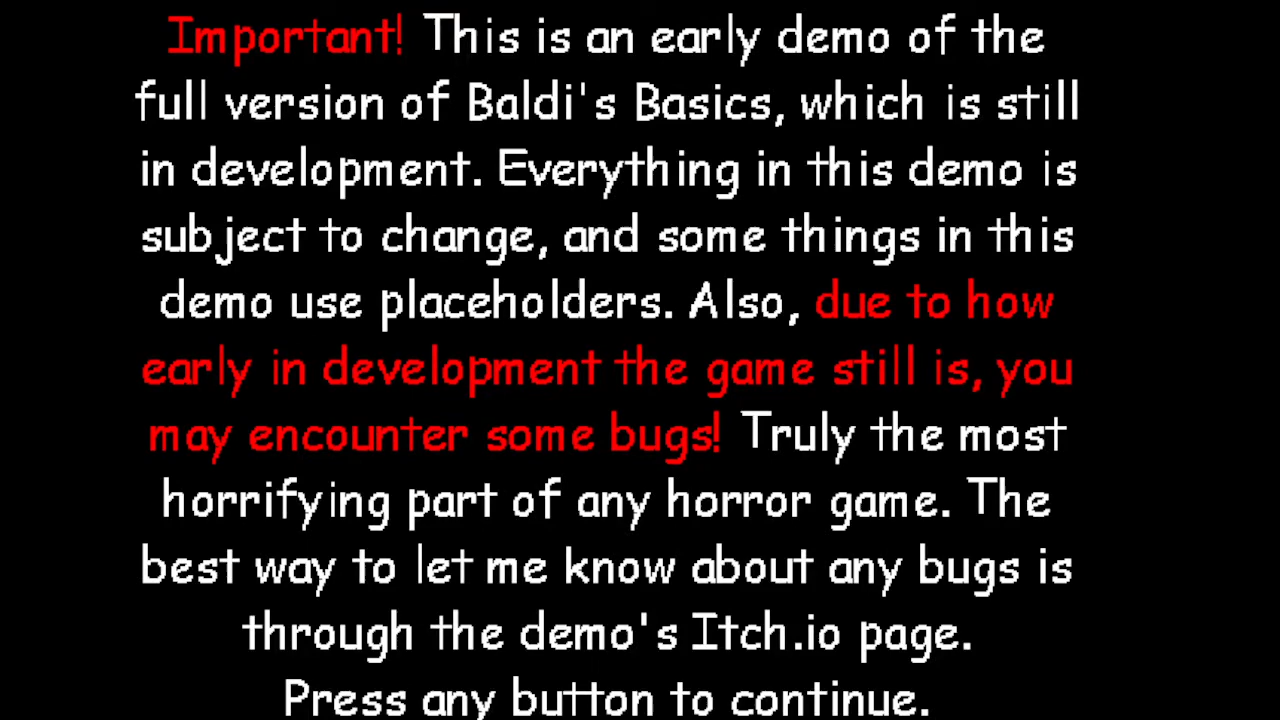 Important! This is an early demo of the
full version of Baldi's Basics, which is still
in development. Everything in this demo is
subject to change, and some things in this
demo use placeholders. Also, due to how
early in development the game still is, you
may encounter some bugs! Truly the most
horrifying part of any horror game. The
best way to let me know about any bugs is
through the demo's Itch.io page.
Press any button to continue.